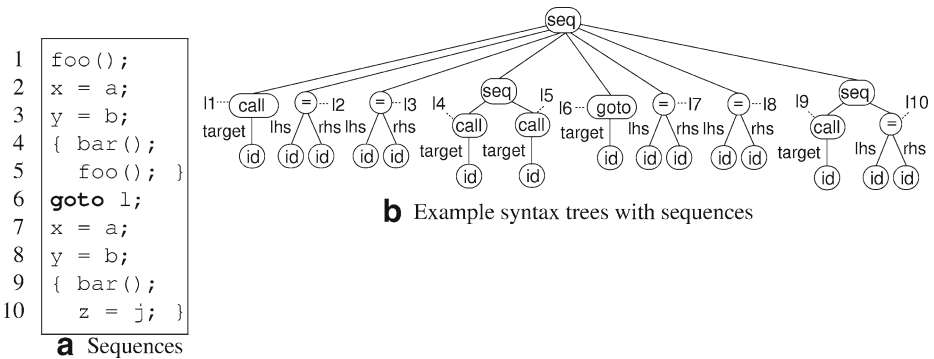 1 foo();
2 x = a;
3 y = b;
4 { bar();
5 foo(); }
6 goto l;
7 x = a;
8 y = b;
9 { bar();
10 z = j; }
a Sequences
seq
l1 call = l2 = l3 l4 seq l5 l6 goto = l7 = l8 l9 seq l10
call call call =
target lhs rhs lhs rhs target target target lhs rhs lhs rhs target lhs rhs
id id id id id id id id id id id id id id id
b Example syntax trees with sequences